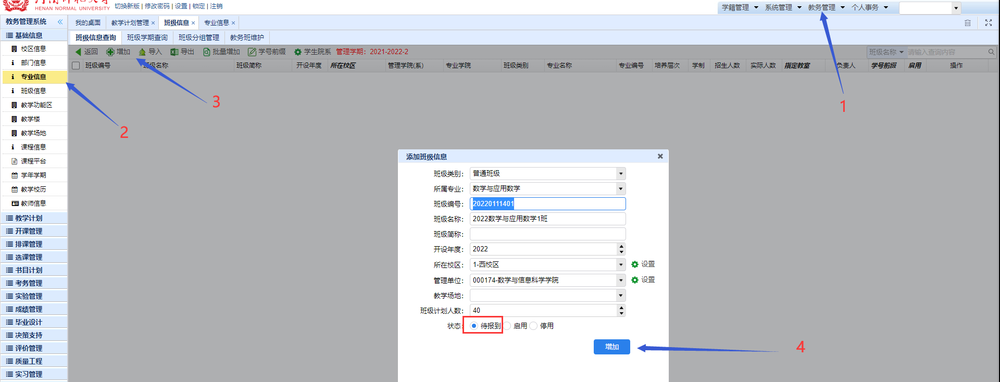 HENAN NORMAL UNIVERSITY
切换新版 | 修改密码 | 设置 | 锁定 | 注销
学籍管理 系统管理 教务管理 个人事务
教务管理系统
我的桌面 教学计划管理 × 班级信息 × 专业信息 ×
基础信息
班级信息查询 班级学期查询 班级分组管理 教务班维护
校区信息
部门信息
专业信息
班级信息
教学功能区
教学楼
教学场地
课程信息
课程平台
学年学期
教学校历
教师信息
教学计划
开课管理
排课管理
选课管理
书目计划
考务管理
实验管理
成绩管理
毕业设计
决策支持
评价管理
质量工程
实习管理
返回 增加 导入 导出 批量增加 学号前缀 学生院系 管理学期：2021-2022-2
班级名称 请输入查询内容
班级编号 班级名称 班级简称 开设年度 所在校区 管理学院(系) 专业学院 班级类别 专业名称 专业编号 培养层次 学制 招生人数 实际人数 指定教室 负责人 学号前缀 启用 操作
1
2
3
添加班级信息
班级类别： 普通班级
所属专业： 数学与应用数学
班级编号： 20220111401
班级名称： 2022数学与应用数学1班
班级简称：
开设年度： 2022
所在校区： 1-西校区 设置
管理单位： 000174-数学与信息科学学院 设置
教学场地：
班级计划人数： 40
状态： 待报到 启用 停用
增加
4